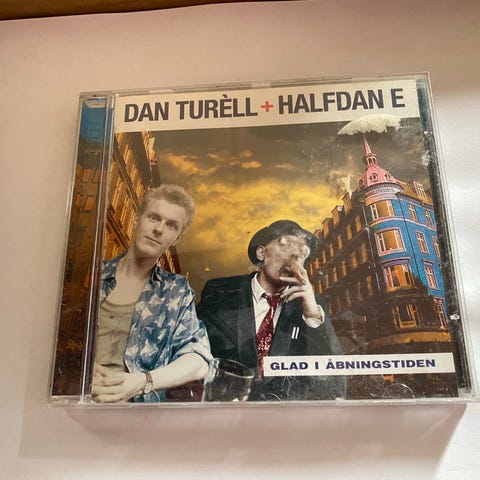 DAN TURÈLL + HALFDAN E
GLAD I ÅBNINGSTIDEN